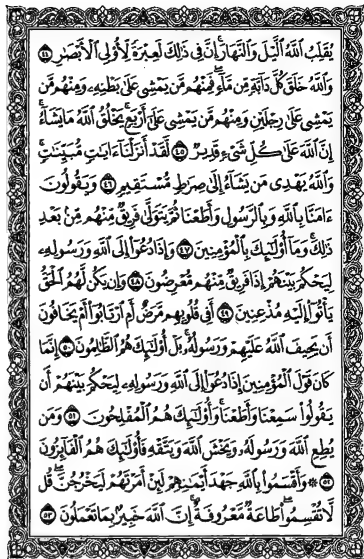 يُقَلِّبُ ٱللَّهُ ٱلَّيْلَ وَٱلنَّهَارَ إِنَّ فِى ذَٰلِكَ لَعِبْرَةً لِّأُو۟لِى ٱلْأَبْصَٰرِ ٤٤
وَٱللَّهُ خَلَقَ كُلَّ دَآبَّةٍ مِّن مَّآءٍ فَمِنْهُم مَّن يَمْشِى عَلَىٰ بَطْنِهِۦ وَمِنْهُم مَّن
يَمْشِى عَلَىٰ رِجْلَيْنِ وَمِنْهُم مَّن يَمْشِى عَلَىٰٓ أَرْبَعٍ يَخْلُقُ ٱللَّهُ مَا يَشَآءُ
إِنَّ ٱللَّهَ عَلَىٰ كُلِّ شَىْءٍ قَدِيرٌ ٤٥ لَّقَدْ أَنزَلْنَآ ءَايَٰتٍ مُّبَيِّنَٰتٍ
وَٱللَّهُ يَهْدِى مَن يَشَآءُ إِلَىٰ صِرَٰطٍ مُّسْتَقِيمٍ ٤٦ وَيَقُولُونَ
ءَامَنَّا بِٱللَّهِ وَبِٱلرَّسُولِ وَأَطَعْنَا ثُمَّ يَتَوَلَّىٰ فَرِيقٌ مِّنْهُم مِّنۢ بَعْدِ
ذَٰلِكَ وَمَآ أُو۟لَٰٓئِكَ بِٱلْمُؤْمِنِينَ ٤٧ وَإِذَا دُعُوٓا۟ إِلَى ٱللَّهِ وَرَسُولِهِۦ
لِيَحْكُمَ بَيْنَهُمْ إِذَا فَرِيقٌ مِّنْهُم مُّعْرِضُونَ ٤٨ وَإِن يَكُن لَّهُمُ ٱلْحَقُّ
يَأْتُوٓا۟ إِلَيْهِ مُذْعِنِينَ ٤٩ أَفِى قُلُوبِهِم مَّرَضٌ أَمِ ٱرْتَابُوٓا۟ أَمْ يَخَافُونَ
أَن يَحِيفَ ٱللَّهُ عَلَيْهِمْ وَرَسُولُهُۥ بَلْ أُو۟لَٰٓئِكَ هُمُ ٱلظَّٰلِمُونَ ٥٠ إِنَّمَا
كَانَ قَوْلَ ٱلْمُؤْمِنِينَ إِذَا دُعُوٓا۟ إِلَى ٱللَّهِ وَرَسُولِهِۦ لِيَحْكُمَ بَيْنَهُمْ أَن
يَقُولُوا۟ سَمِعْنَا وَأَطَعْنَا وَأُو۟لَٰٓئِكَ هُمُ ٱلْمُفْلِحُونَ ٥١ وَمَن
يُطِعِ ٱللَّهَ وَرَسُولَهُۥ وَيَخْشَ ٱللَّهَ وَيَتَّقْهِ فَأُو۟لَٰٓئِكَ هُمُ ٱلْفَآئِزُونَ
٥٢ ۞ وَأَقْسَمُوا۟ بِٱللَّهِ جَهْدَ أَيْمَٰنِهِمْ لَئِنْ أَمَرْتَهُمْ لَيَخْرُجُنَّ قُل
لَّا تُقْسِمُوا۟ طَاعَةٌ مَّعْرُوفَةٌ إِنَّ ٱللَّهَ خَبِيرٌۢ بِمَا تَعْمَلُونَ ٥٣